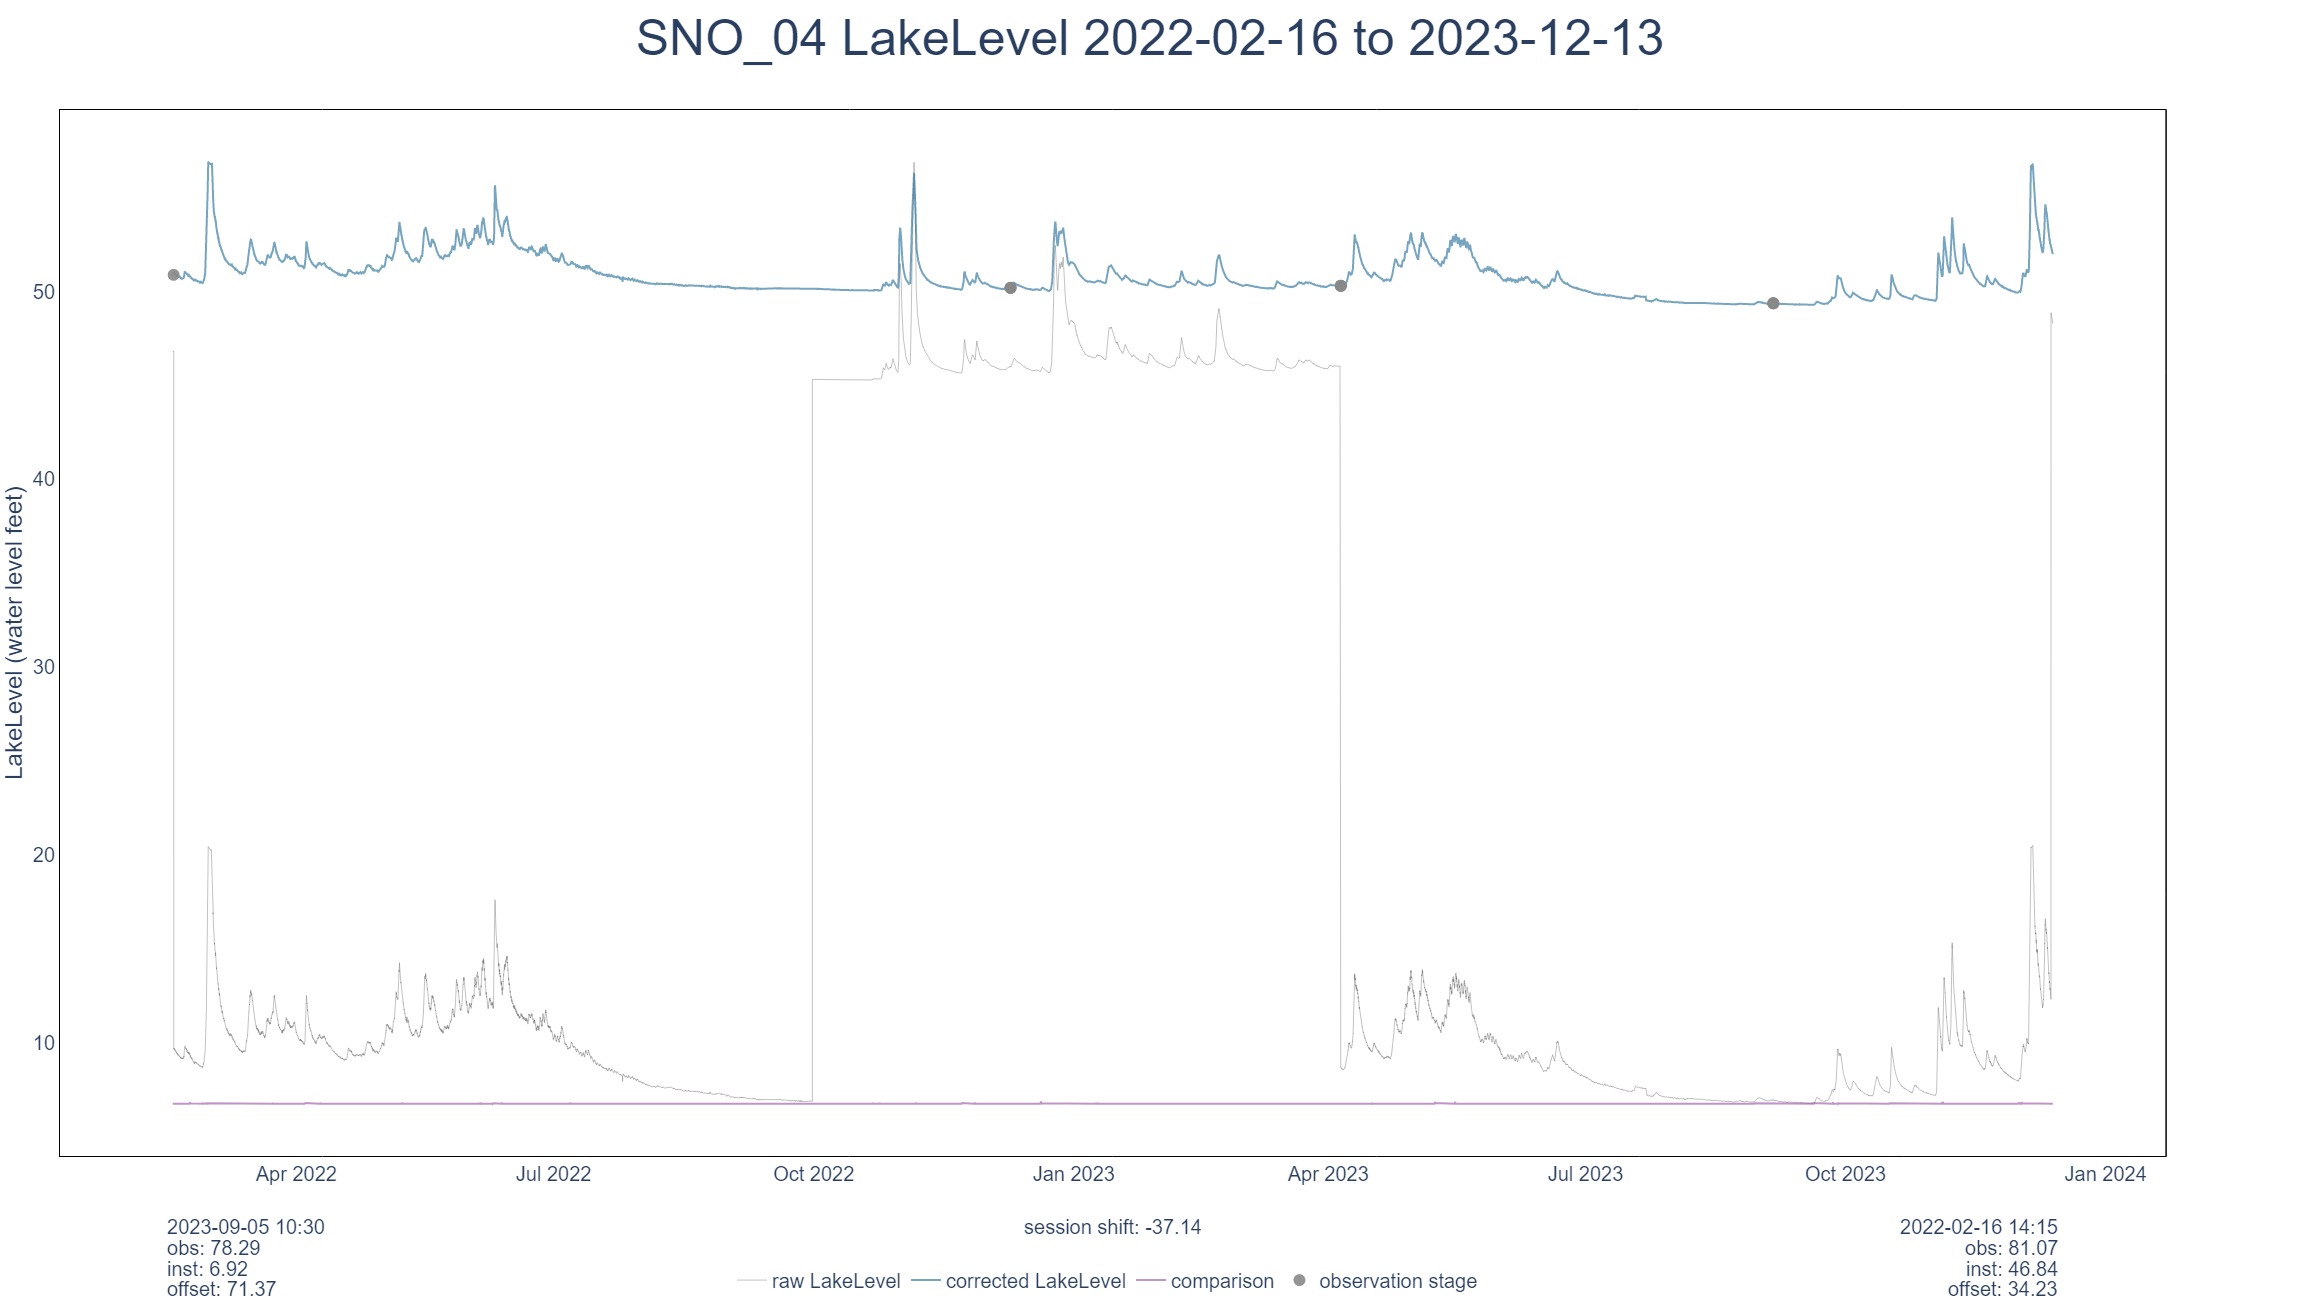 SNO_04 LakeLevel 2022-02-16 to 2023-12-13
LakeLevel (water level feet)
50
40
30
20
10
Apr 2022
Jul 2022
Oct 2022
Jan 2023
Apr 2023
Jul 2023
Oct 2023
Jan 2024
2023-09-05 10:30
obs: 78.29
inst: 6.92
offset: 71.37
session shift: -37.14
2022-02-16 14:15
obs: 81.07
inst: 46.84
offset: 34.23
raw LakeLevel
corrected LakeLevel
comparison
observation stage